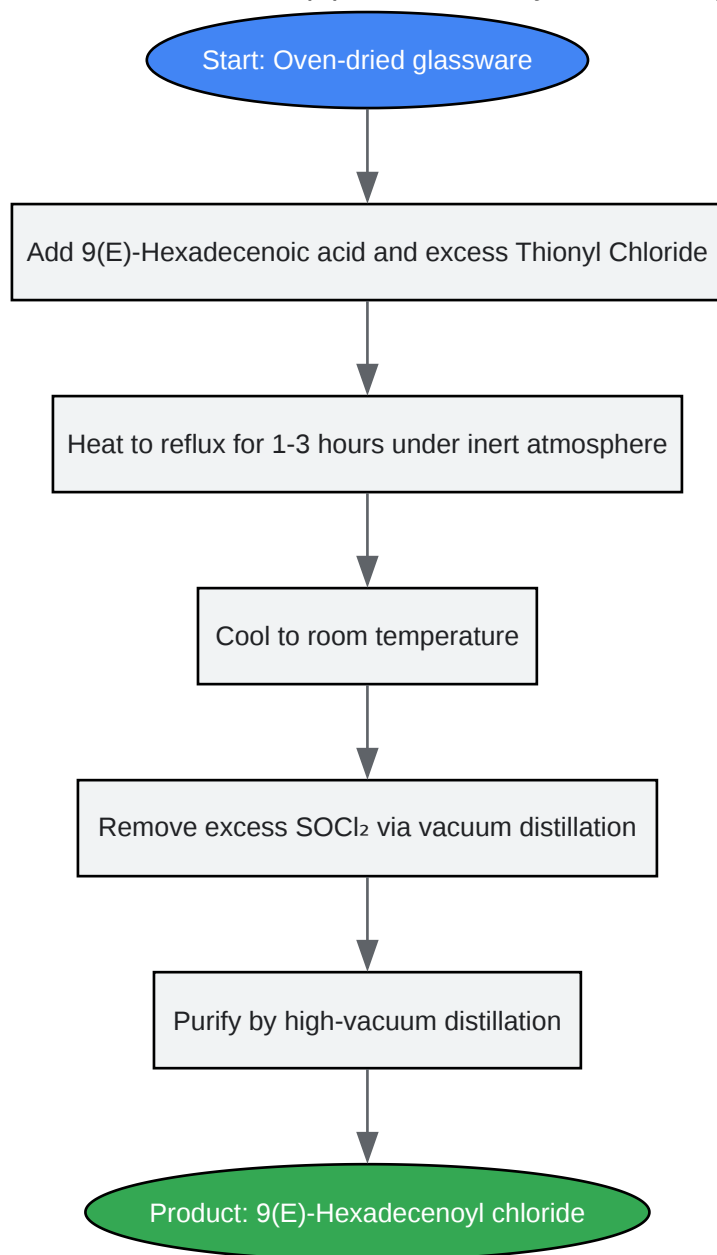 Start: Oven-dried glassware
Add 9(E)-Hexadecenoic acid and excess Thionyl Chloride
Heat to reflux for 1-3 hours under inert atmosphere
Cool to room temperature
Remove excess SOCl₂ via vacuum distillation
Purify by high-vacuum distillation
Product: 9(E)-Hexadecenoyl chloride